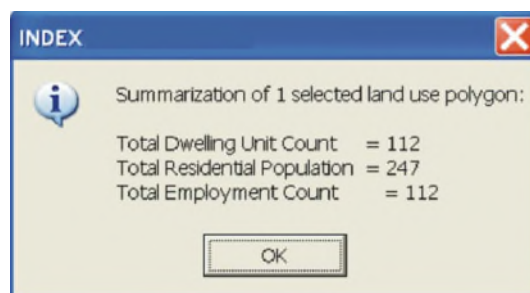 INDEX
Summarization of 1 selected land use polygon:
Total Dwelling Unit Count = 112
Total Residential Population = 247
Total Employment Count = 112
OK